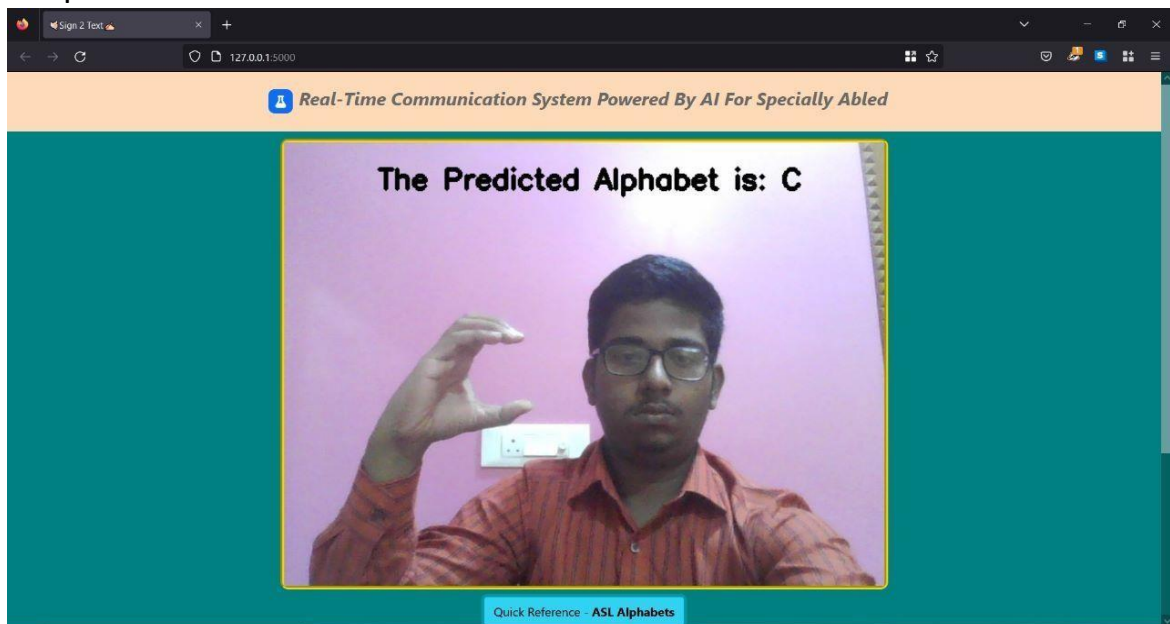 Sign 2 Text
127.0.0.1:5000
Real-Time Communication System Powered By AI For Specially Abled
The Predicted Alphabet is: C
Quick Reference - ASL Alphabets